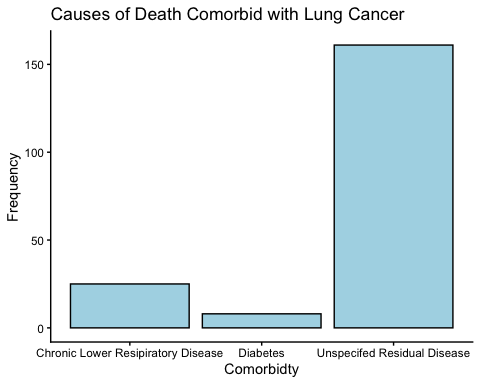 Causes of Death Comorbid with Lung Cancer
Frequency
150
100
50
0
Chronic Lower Resipiratory Disease Diabetes Unspecifed Residual Disease
Comorbidty